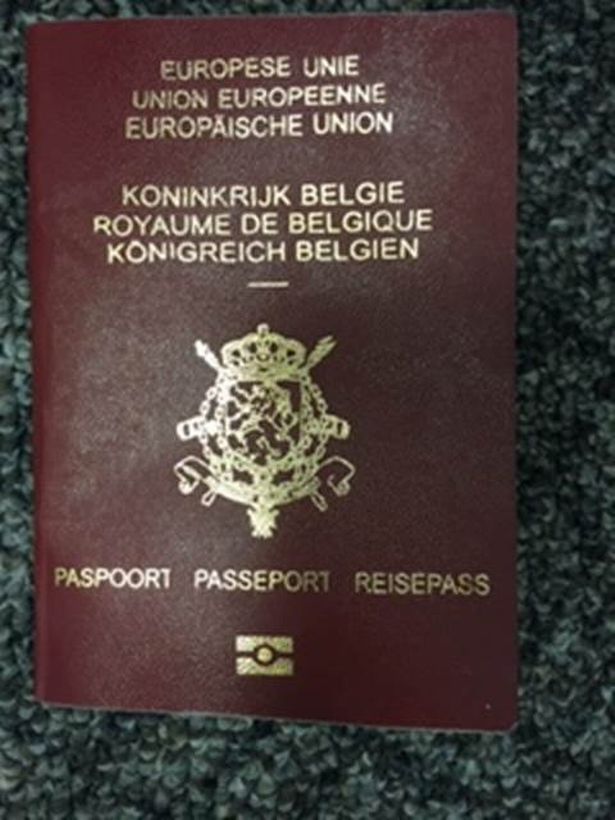 EUROPESE UNIE
UNION EUROPEENNE
EUROPÄISCHE UNION
KONINKRIJK BELGIE
ROYAUME DE BELGIQUE
KÖNIGREICH BELGIEN
PASPOORT PASSEPORT REISEPASS